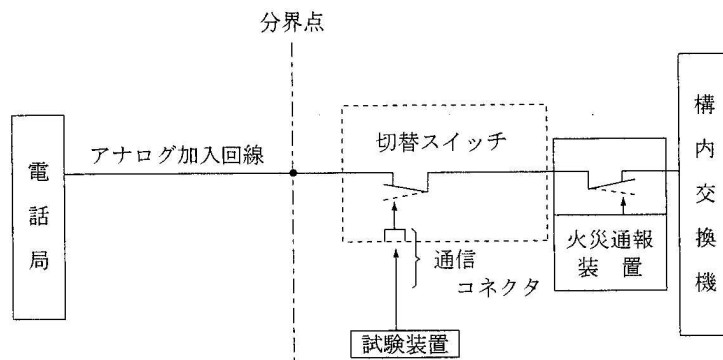 分界点
電話局
アナログ加入回線
切替スイッチ
通信
コネクタ
試験装置
火災通報
装置
構内交換機